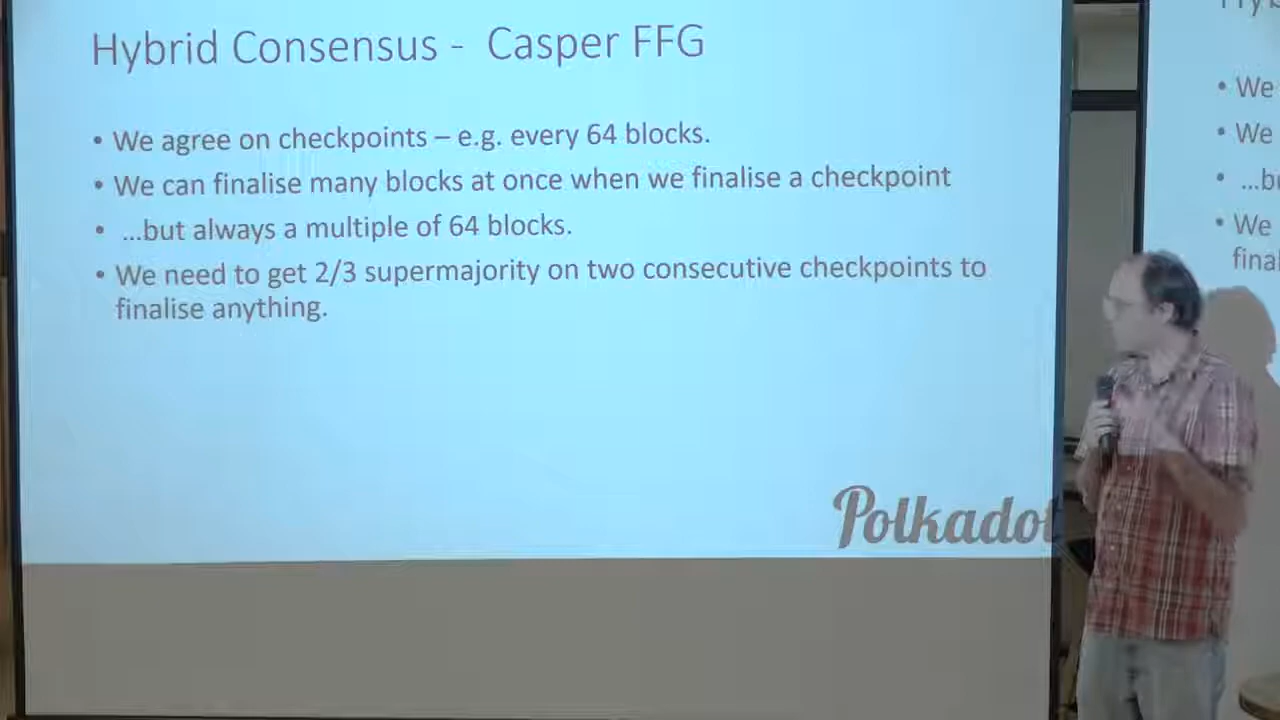 Hybrid Consensus - Casper FFG
• We agree on checkpoints – e.g. every 64 blocks.
• We can finalise many blocks at once when we finalise a checkpoint
• …but always a multiple of 64 blocks.
• We need to get 2/3 supermajority on two consecutive checkpoints to
finalise anything.
Polkadot
• We
• We
• …bu
• We
final